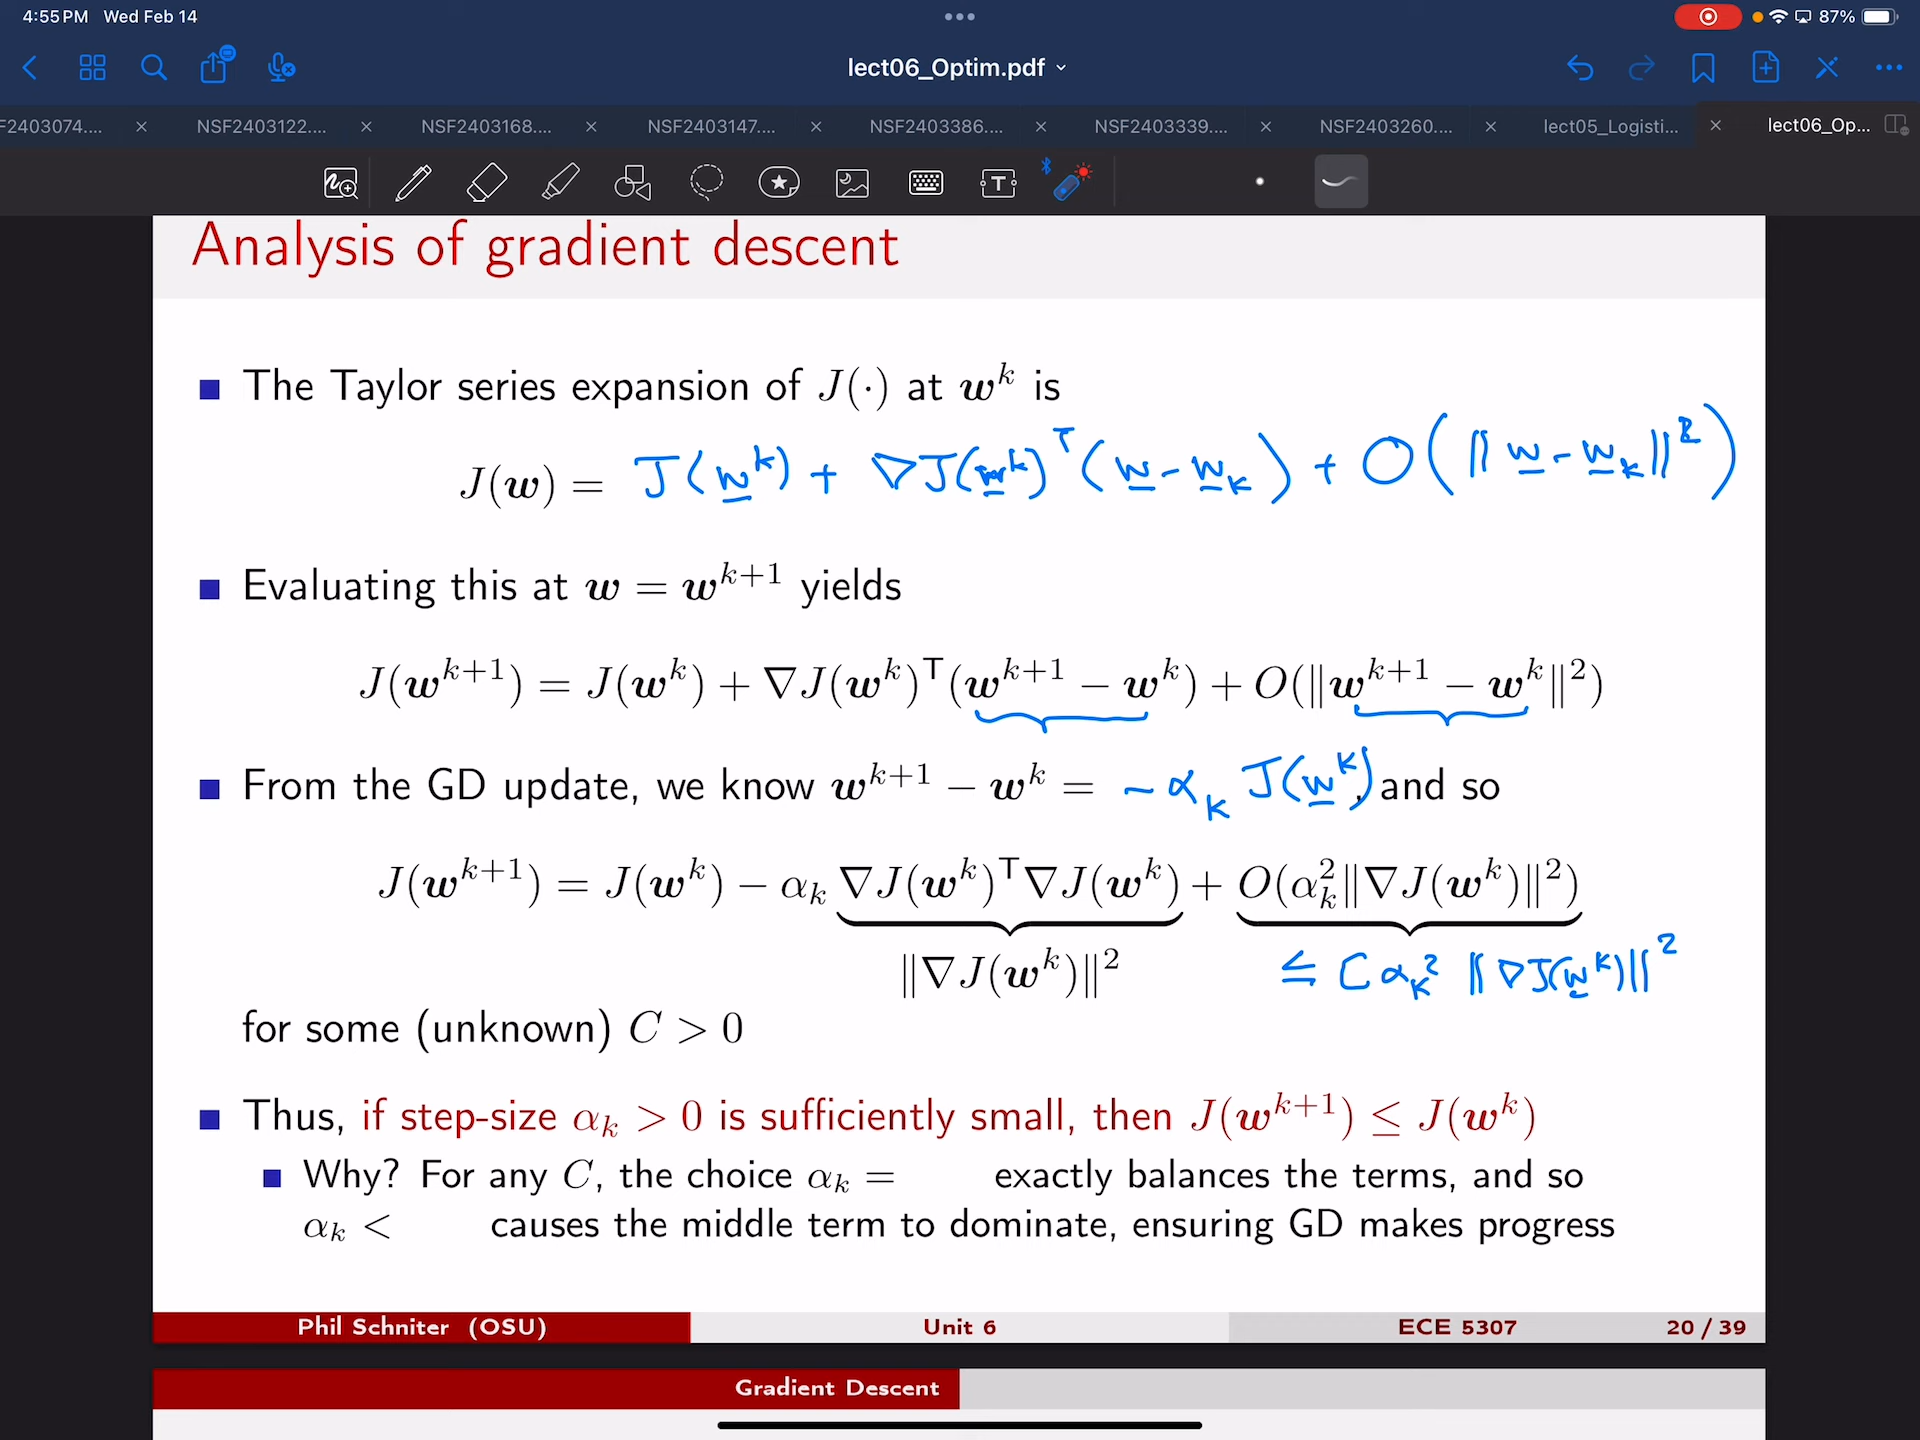 4:55 PM Wed Feb 14
87%
lect06_Optim.pdf
F2403074.... NSF2403122.... NSF2403168.... NSF2403147.... NSF2403386.... NSF2403339.... NSF2403260.... lect05_Logisti... lect06_Op...
Analysis of gradient descent
The Taylor series expansion of J(·) at w^k is
J(w) = J(w^k) + ∇J(w^k)^T (w - w_k) + O(‖w - w_k‖^2)
Evaluating this at w = w^{k+1} yields
J(w^{k+1}) = J(w^k) + ∇J(w^k)^T(w^{k+1} − w^k) + O(‖w^{k+1} − w^k‖^2)
From the GD update, we know w^{k+1} − w^k = -α_k J(w^k), and so
J(w^{k+1}) = J(w^k) − α_k ∇J(w^k)^T∇J(w^k) + O(α_k^2‖∇J(w^k)‖^2)
‖∇J(w^k)‖^2 ≤ C α_k^2 ‖∇J(w^k)‖^2
for some (unknown) C > 0
Thus, if step-size α_k > 0 is sufficiently small, then J(w^{k+1}) ≤ J(w^k)
Why? For any C, the choice α_k = exactly balances the terms, and so
α_k < causes the middle term to dominate, ensuring GD makes progress
Phil Schniter (OSU) Unit 6 ECE 5307 20 / 39
Gradient Descent